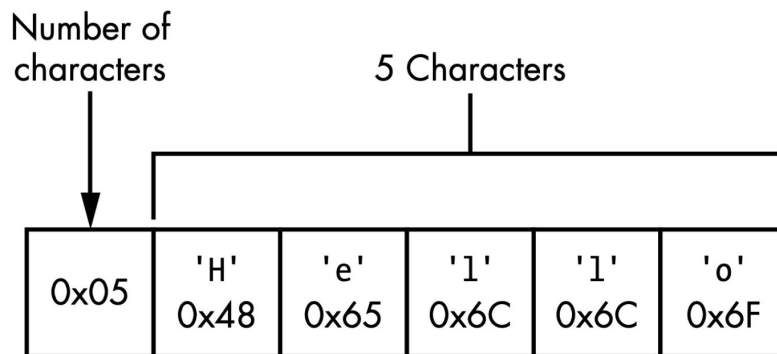 Number of
characters
5 Characters
0x05
'H'
0x48
'e'
0x65
'l'
0x6C
'l'
0x6C
'o'
0x6F